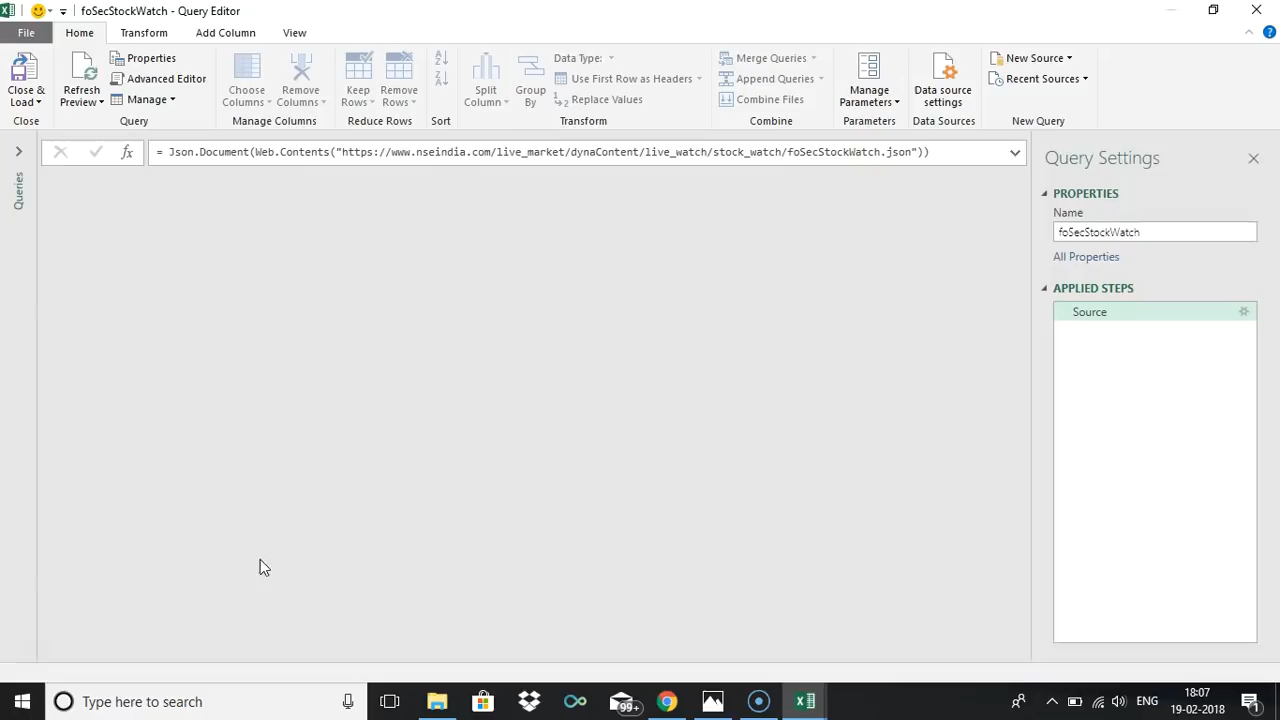 foSecStockWatch - Query Editor
File
Home
Transform
Add Column
View
Close &
Load
Close
Refresh
Preview
Properties
Advanced Editor
Manage
Query
Choose
Columns
Remove
Columns
Manage Columns
Keep
Rows
Remove
Rows
Reduce Rows
Sort
Split
Column
Group
By
Data Type:
Use First Row as Headers
Replace Values
Transform
Merge Queries
Append Queries
Combine Files
Combine
Manage
Parameters
Parameters
Data source
settings
Data Sources
New Source
Recent Sources
New Query
fx
= Json.Document(Web.Contents("https://www.nseindia.com/live_market/dynaContent/live_watch/stock_watch/foSecStockWatch.json"))
Queries
Query Settings
PROPERTIES
Name
foSecStockWatch
All Properties
APPLIED STEPS
Source
Type here to search
99+
ENG
18:07
19-02-2018
1